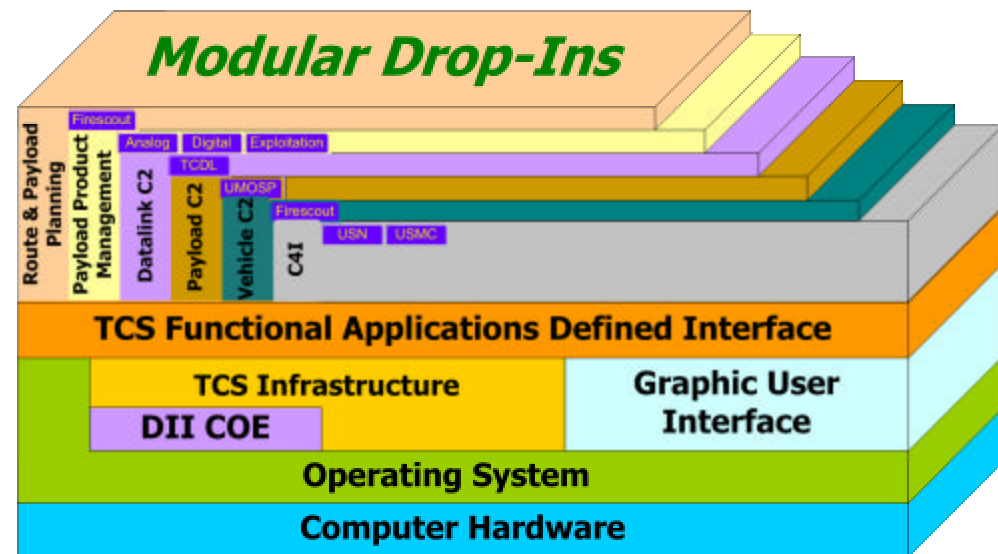 Modular Drop-Ins
Firescout
Analog Digital Exploitation
TCDL
UMOSP
Firescout
USN USMC
Route & Payload
Planning
Payload Product
Management
Datalink C2
Payload C2
Vehicle C2
C4I
TCS Functional Applications Defined Interface
TCS Infrastructure
Graphic User
Interface
DII COE
Operating System
Computer Hardware